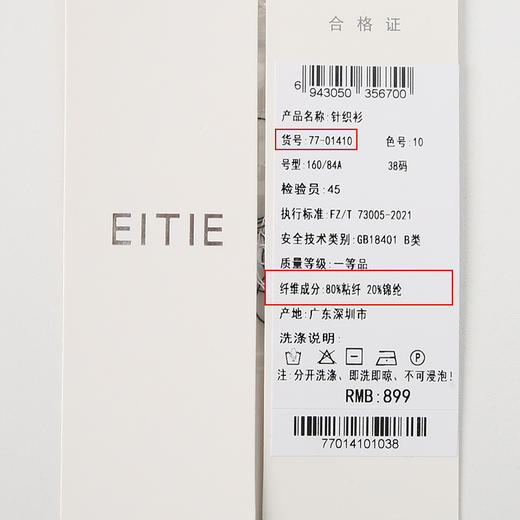 EITIE
合格证
6 943050 356700
产品名称:针织衫
货号:77-01410 色号:10
号型:160/84A 38码
检验员:45
执行标准:FZ/T 73005-2021
安全技术类别:GB18401 B类
质量等级:一等品
纤维成分:80%粘纤 20%锦纶
产地:广东深圳市
洗涤说明:
注:分开洗涤、即洗即晾、不可浸泡!
RMB:899
77014101038